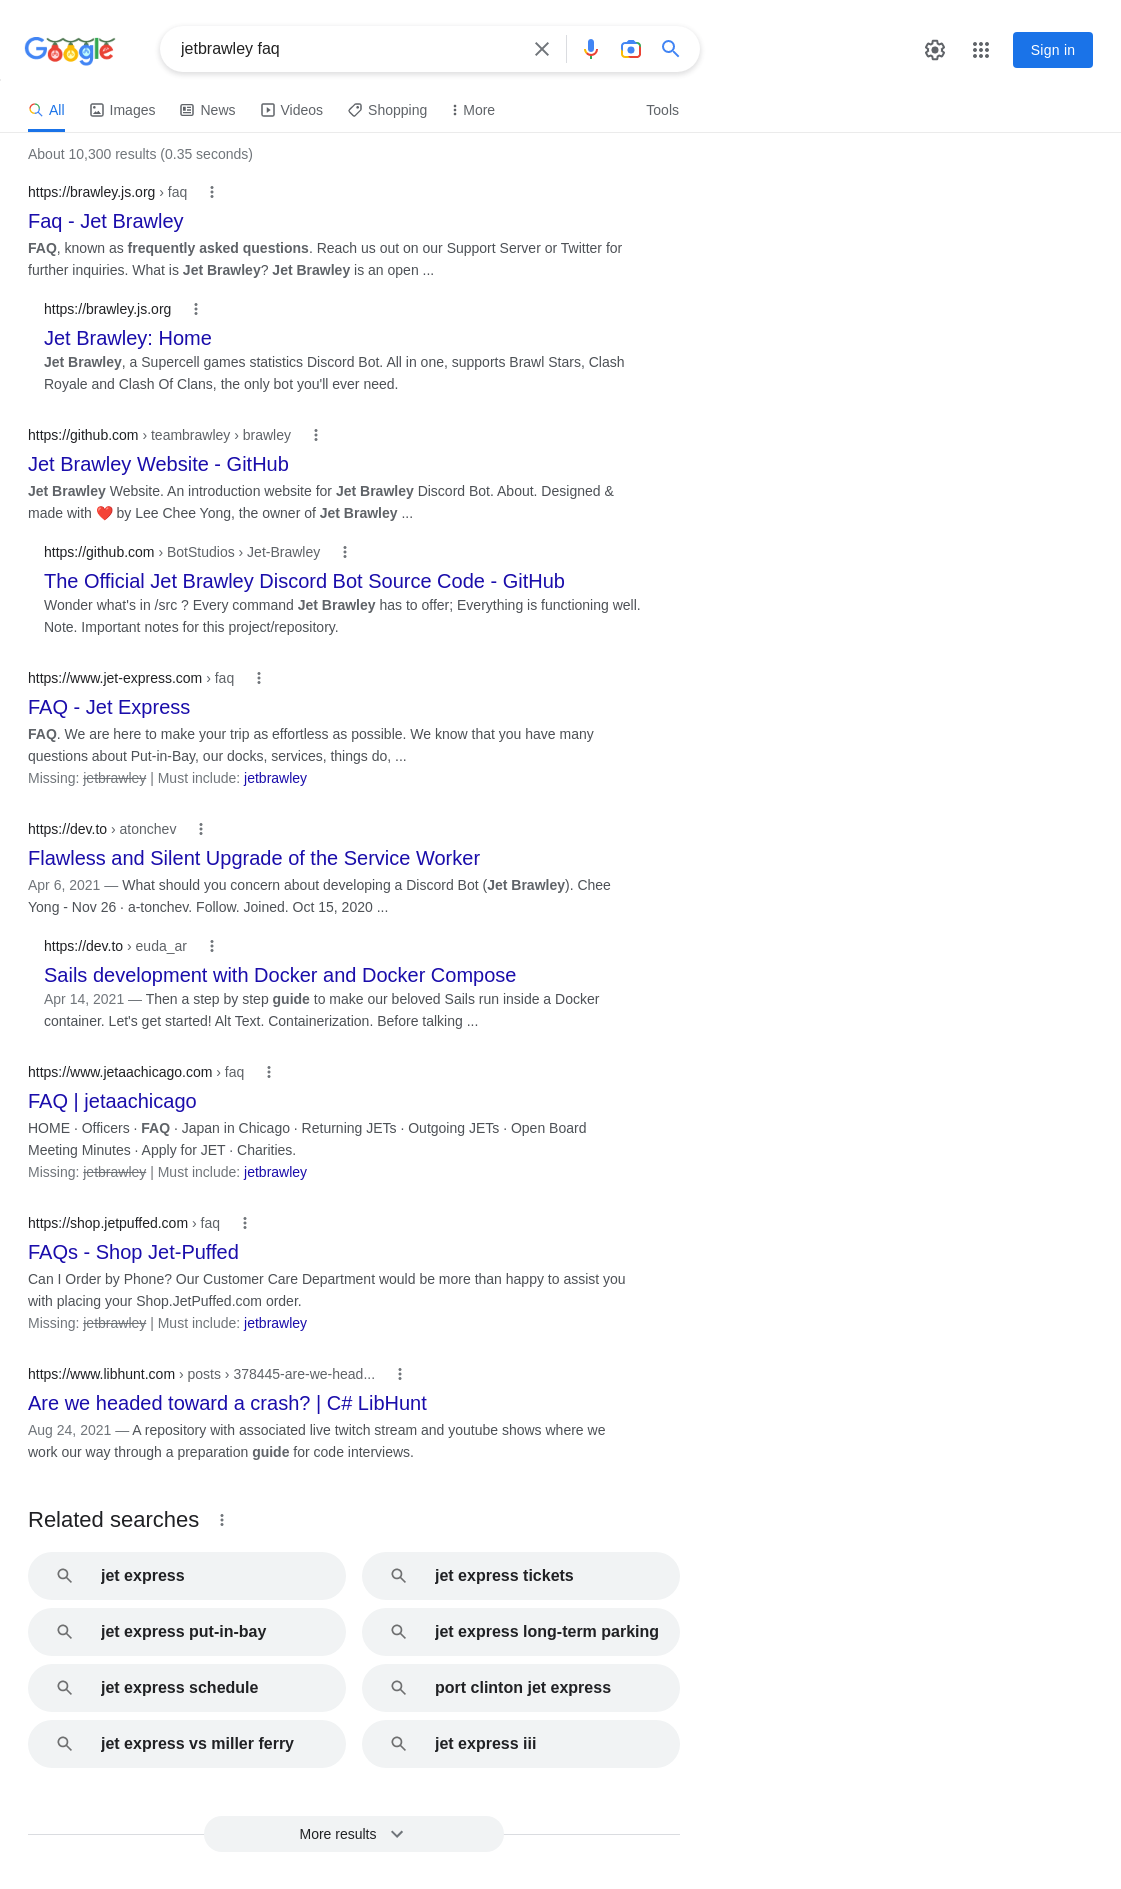 Google
jetbrawley faq
Sign in
All Images News Videos Shopping More Tools
About 10,300 results (0.35 seconds)
https://brawley.js.org › faq
Faq - Jet Brawley
FAQ, known as frequently asked questions. Reach us out on our Support Server or Twitter for
further inquiries. What is Jet Brawley? Jet Brawley is an open ...
https://brawley.js.org
Jet Brawley: Home
Jet Brawley, a Supercell games statistics Discord Bot. All in one, supports Brawl Stars, Clash
Royale and Clash Of Clans, the only bot you'll ever need.
https://github.com › teambrawley › brawley
Jet Brawley Website - GitHub
Jet Brawley Website. An introduction website for Jet Brawley Discord Bot. About. Designed &
made with ❤️ by Lee Chee Yong, the owner of Jet Brawley ...
https://github.com › BotStudios › Jet-Brawley
The Official Jet Brawley Discord Bot Source Code - GitHub
Wonder what's in /src ? Every command Jet Brawley has to offer; Everything is functioning well.
Note. Important notes for this project/repository.
https://www.jet-express.com › faq
FAQ - Jet Express
FAQ. We are here to make your trip as effortless as possible. We know that you have many
questions about Put-in-Bay, our docks, services, things do, ...
Missing: jetbrawley | Must include: jetbrawley
https://dev.to › atonchev
Flawless and Silent Upgrade of the Service Worker
Apr 6, 2021 — What should you concern about developing a Discord Bot (Jet Brawley). Chee
Yong - Nov 26 · a-tonchev. Follow. Joined. Oct 15, 2020 ...
https://dev.to › euda_ar
Sails development with Docker and Docker Compose
Apr 14, 2021 — Then a step by step guide to make our beloved Sails run inside a Docker
container. Let's get started! Alt Text. Containerization. Before talking ...
https://www.jetaachicago.com › faq
FAQ | jetaachicago
HOME · Officers · FAQ · Japan in Chicago · Returning JETs · Outgoing JETs · Open Board
Meeting Minutes · Apply for JET · Charities.
Missing: jetbrawley | Must include: jetbrawley
https://shop.jetpuffed.com › faq
FAQs - Shop Jet-Puffed
Can I Order by Phone? Our Customer Care Department would be more than happy to assist you
with placing your Shop.JetPuffed.com order.
Missing: jetbrawley | Must include: jetbrawley
https://www.libhunt.com › posts › 378445-are-we-head...
Are we headed toward a crash? | C# LibHunt
Aug 24, 2021 — A repository with associated live twitch stream and youtube shows where we
work our way through a preparation guide for code interviews.
Related searches
jet express
jet express tickets
jet express put-in-bay
jet express long-term parking
jet express schedule
port clinton jet express
jet express vs miller ferry
jet express iii
More results